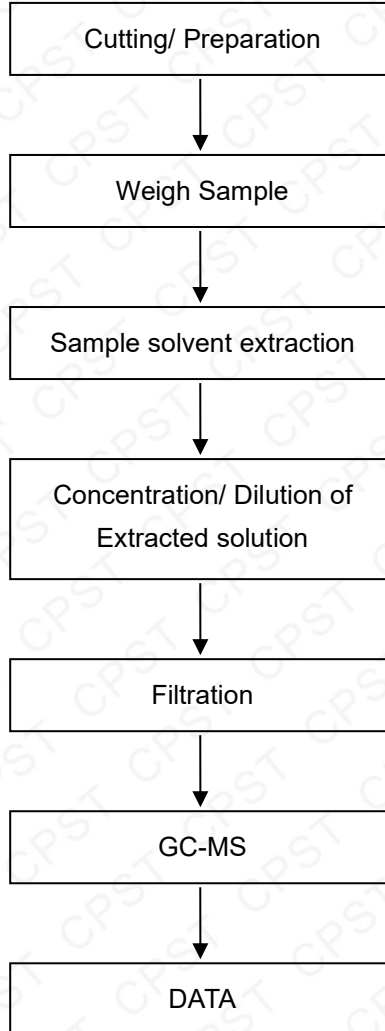 Cutting/ Preparation
Weigh Sample
Sample solvent extraction
Concentration/ Dilution of
Extracted solution
Filtration
GC-MS
DATA